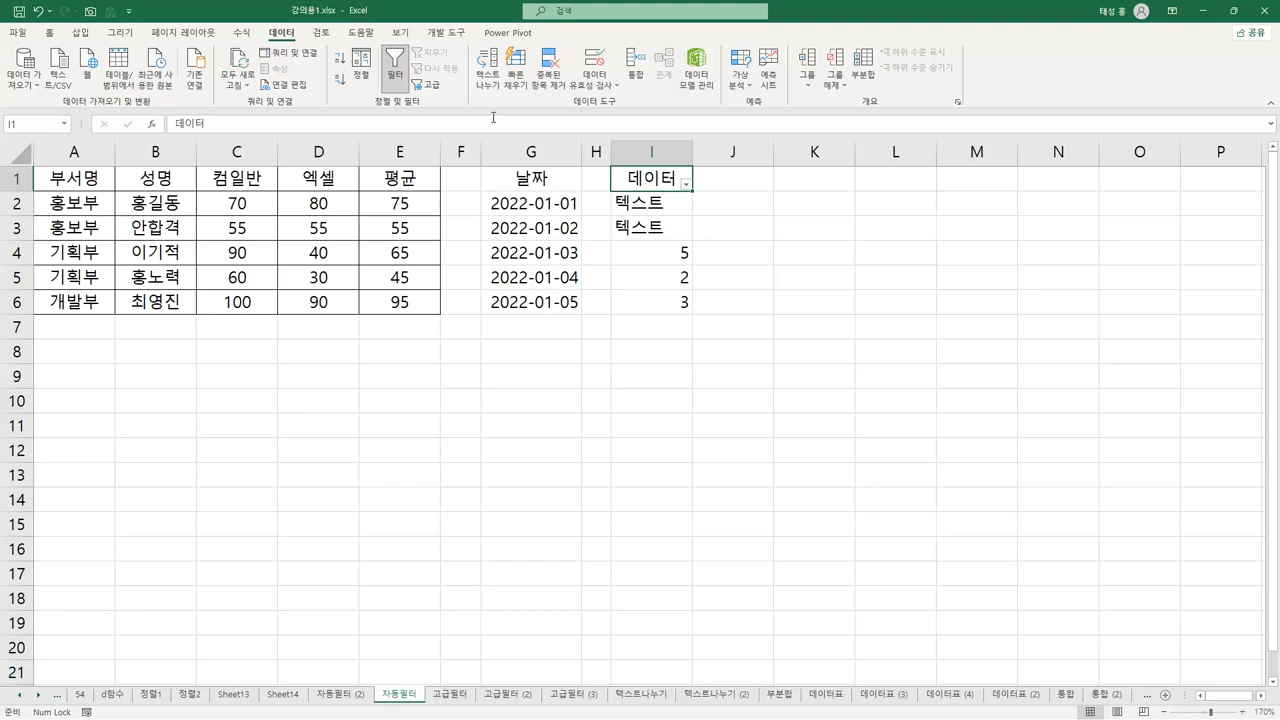 강의용1.xlsx - Excel
검색
태성 홍
파일 홈 삽입 그리기 페이지 레이아웃 수식 데이터 검토 보기 개발 도구 도움말 Power Pivot
공유
데이터 가져오기
텍스트/CSV
웹
테이블/범위에서
최근에 사용한 원본
기존 연결
데이터 가져오기 및 변환
모두 새로 고침
쿼리 및 연결
속성
연결 편집
쿼리 및 연결
정렬
필터
지우기
다시 적용
고급
정렬 및 필터
텍스트 나누기
빠른 채우기
중복된 항목 제거
데이터 유효성 검사
통합
관계
데이터 모델 관리
데이터 도구
가상 분석
예측 시트
예측
그룹
그룹 해제
부분합
하위 수준 표시
하위 수준 숨기기
개요
I1
fx
데이터
A B C D E F G H I J K L M N O P
1 부서명 성명 컴일반 엑셀 평균 날짜 데이터
2 홍보부 홍길동 70 80 75 2022-01-01 텍스트
3 홍보부 안합격 55 55 55 2022-01-02 텍스트
4 기획부 이기적 90 40 65 2022-01-03 5
5 기획부 홍노력 60 30 45 2022-01-04 2
6 개발부 최영진 100 90 95 2022-01-05 3
7
8
9
10
11
12
13
14
15
16
17
18
19
20
21
... 54 d함수 정렬1 정렬2 Sheet13 Sheet14 자동필터 (2) 자동필터 고급필터 고급필터 (2) 고급필터 (3) 텍스트나누기 텍스트나누기 (2) 부분합 데이터표 데이터표 (3) 데이터표 (4) 데이터표 (2) 통합 통합 (2) ...
준비 Num Lock
170%